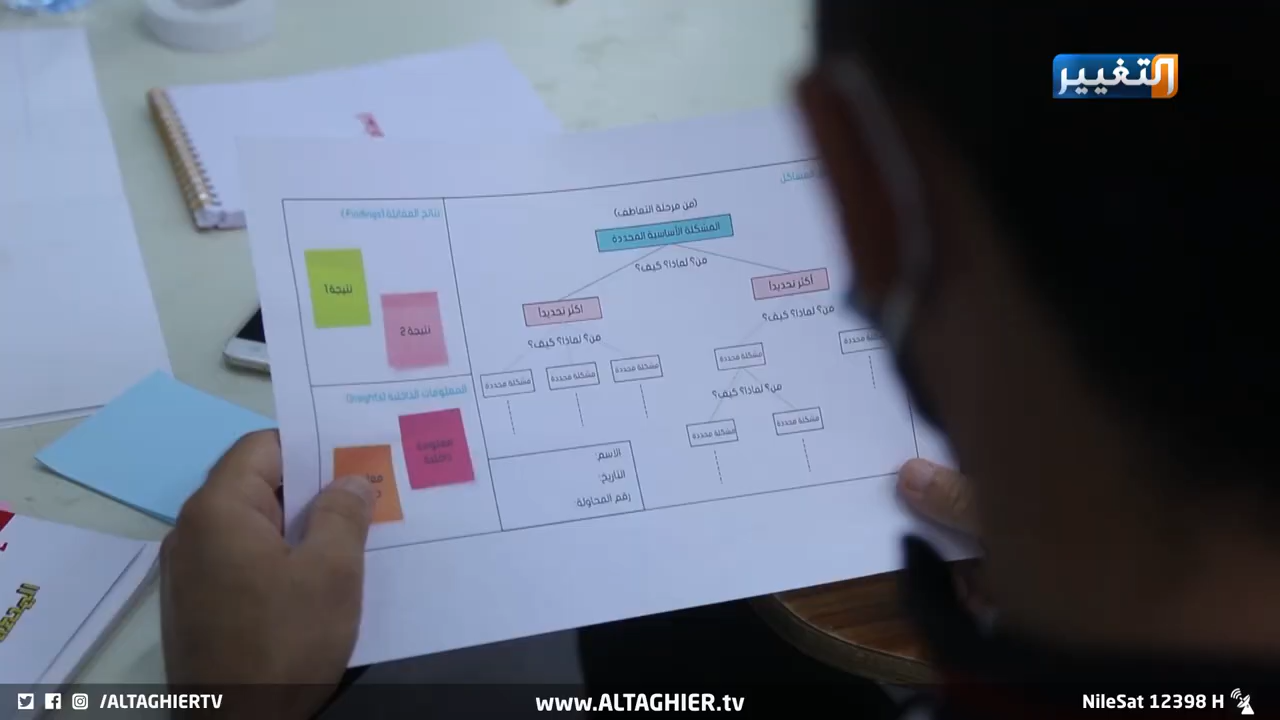 التغيير
المشاكل
(من مرحلة التعاطف)
المشكلة الأساسية المحددة
من؟ لماذا؟ كيف؟
أكثر تحديداً
أكثر تحديداً
من؟ لماذا؟ كيف؟
من؟ لماذا؟ كيف؟
مشكلة محددة
مشكلة محددة
مشكلة محددة
مشكلة محددة
مشكلة محددة
من؟ لماذا؟ كيف؟
مشكلة محددة
مشكلة محددة
الاسم:
التاريخ:
رقم المحاولة:
نتائج المقابلة (Findings)
نتيجة 1
نتيجة 2
المعلومات الداخلية (Insights)
معلومة
داخلية
/ALTAGHIERTV
www.ALTAGHIER.tv
NileSat 12398 H